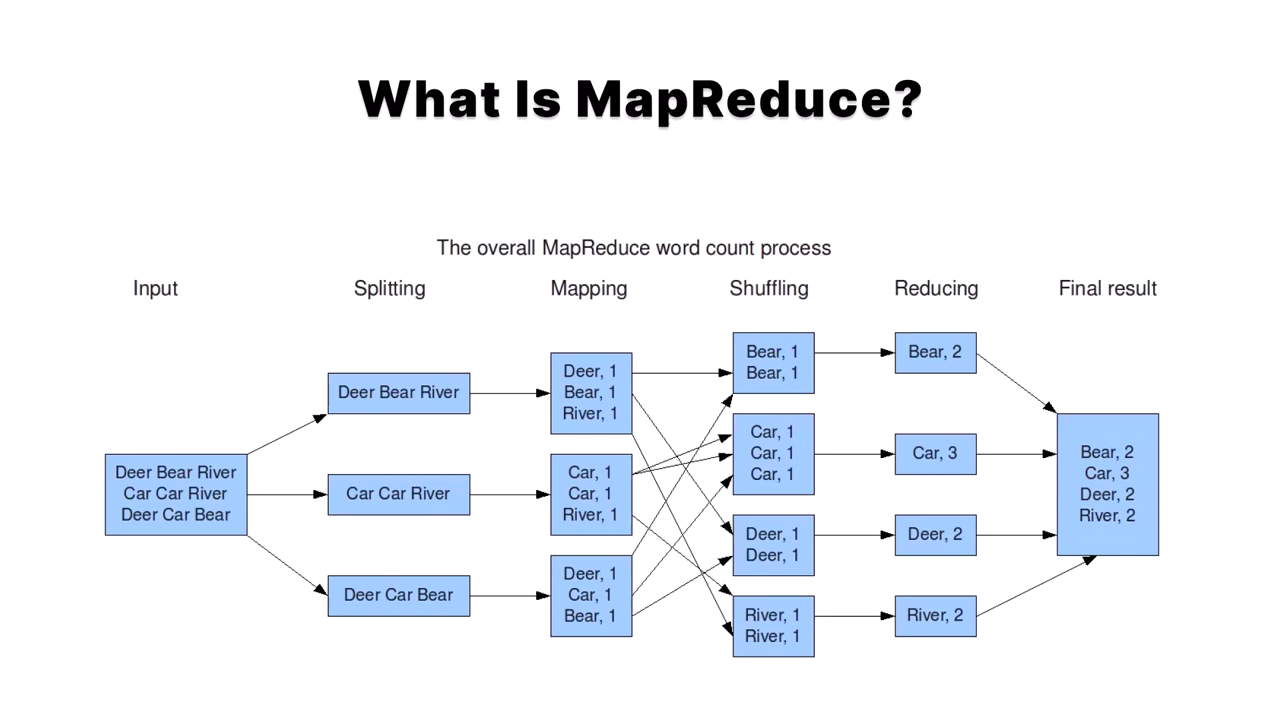 What Is MapReduce?
The overall MapReduce word count process
Input
Splitting
Mapping
Shuffling
Reducing
Final result
Deer Bear River
Car Car River
Deer Car Bear
Deer Bear River
Car Car River
Deer Car Bear
Deer, 1
Bear, 1
River, 1
Car, 1
Car, 1
River, 1
Deer, 1
Car, 1
Bear, 1
Bear, 1
Bear, 1
Car, 1
Car, 1
Car, 1
Deer, 1
Deer, 1
River, 1
River, 1
Bear, 2
Car, 3
Deer, 2
River, 2
Bear, 2
Car, 3
Deer, 2
River, 2